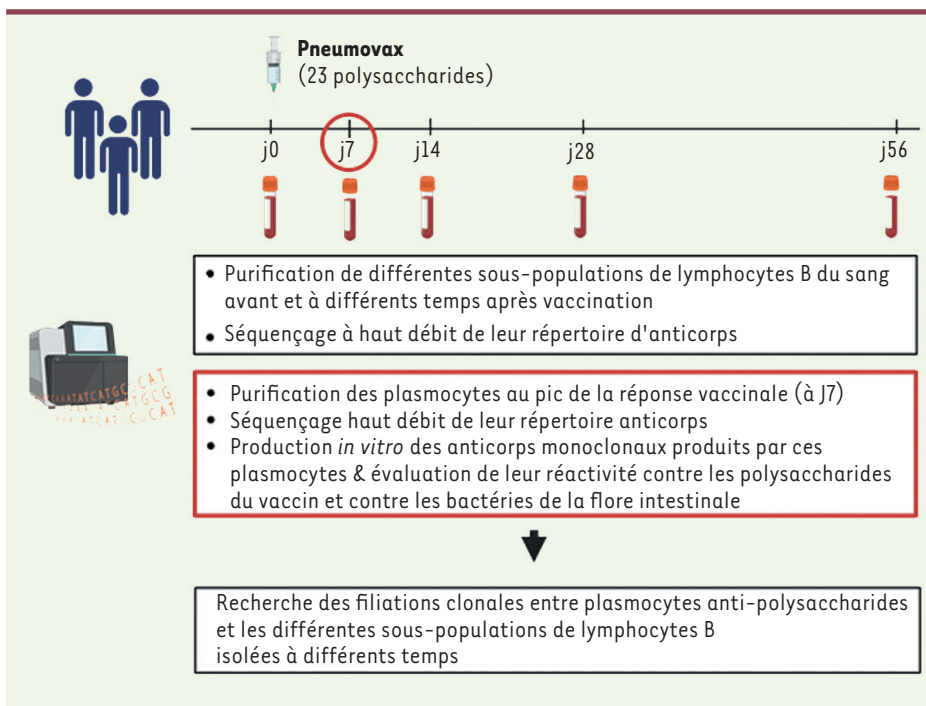 Pneumovax
(23 polysaccharides)
j0 j7 j14 j28 j56
• Purification de différentes sous-populations de lymphocytes B du sang
avant et à différents temps après vaccination
• Séquençage à haut débit de leur répertoire d'anticorps
• Purification des plasmocytes au pic de la réponse vaccinale (à J7)
• Séquençage haut débit de leur répertoire anticorps
• Production in vitro des anticorps monoclonaux produits par ces
plasmocytes & évaluation de leur réactivité contre les polysaccharides
du vaccin et contre les bactéries de la flore intestinale
Recherche des filiations clonales entre plasmocytes anti-polysaccharides
et les différentes sous-populations de lymphocytes B
isolées à différents temps